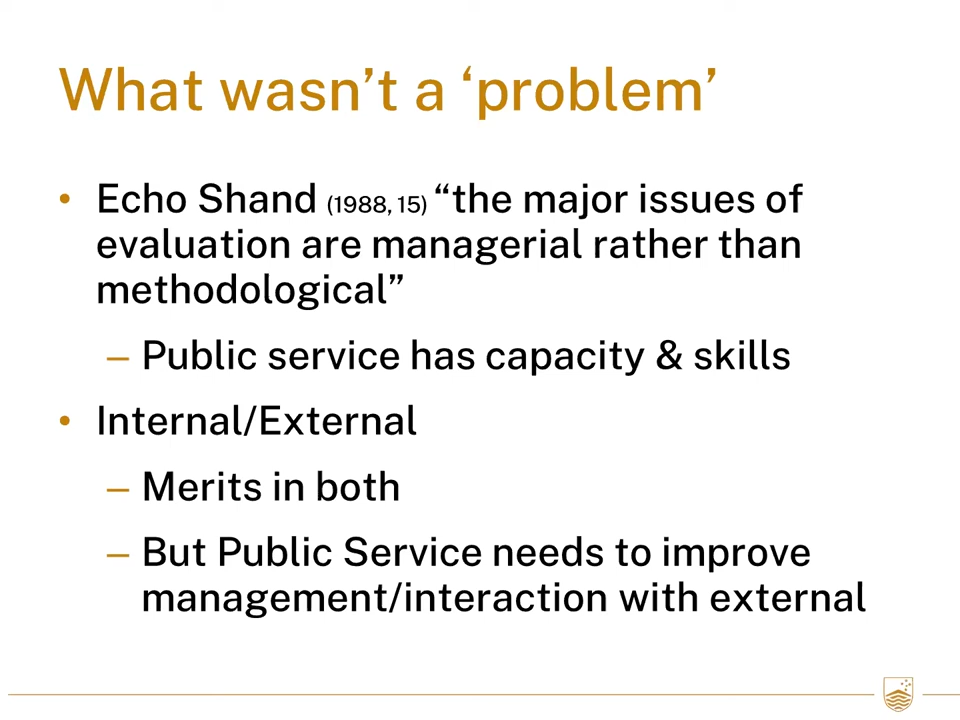 What wasn’t a ‘problem’
• Echo Shand (1988, 15) “the major issues of
evaluation are managerial rather than
methodological”
– Public service has capacity & skills
• Internal/External
– Merits in both
– But Public Service needs to improve
management/interaction with external